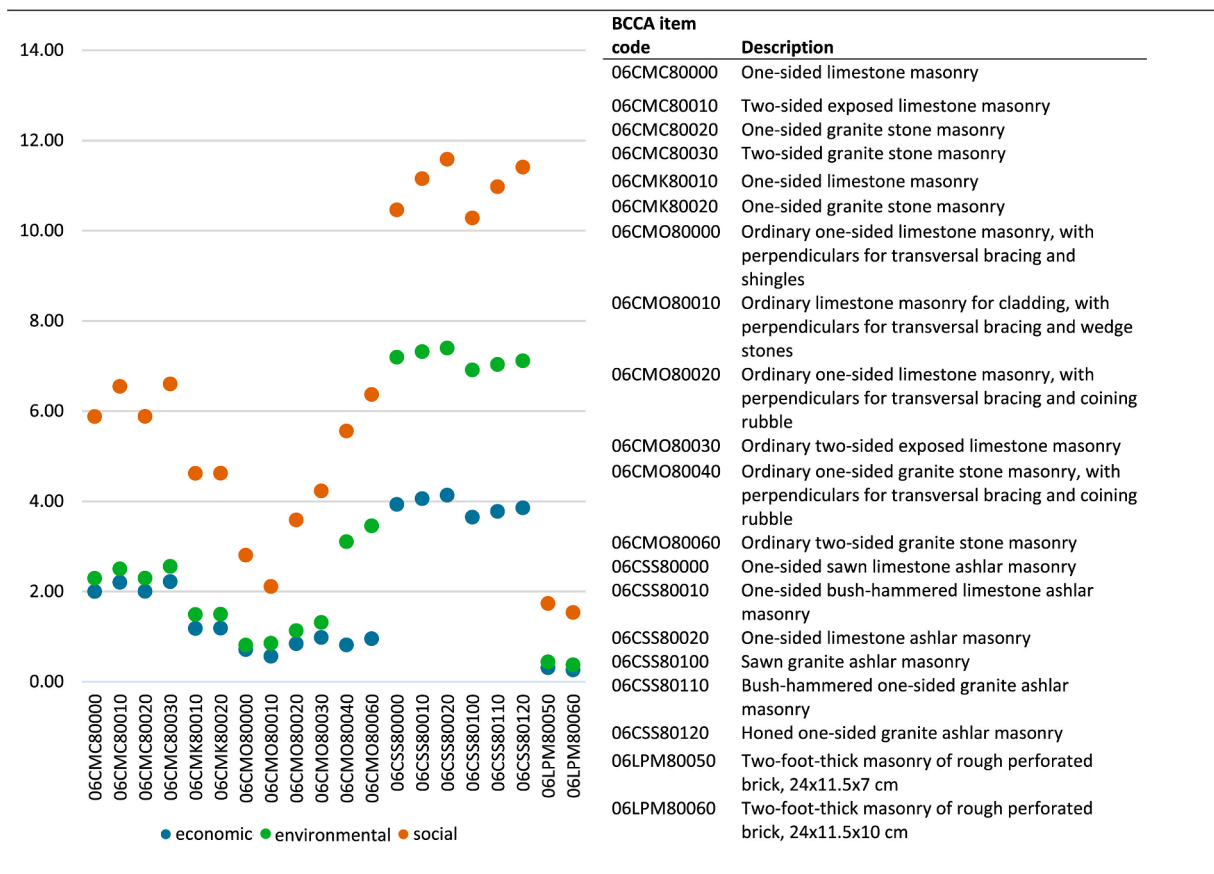 14.00
12.00
10.00
8.00
6.00
4.00
2.00
0.00
06CMC80000
06CMC80010
06CMC80020
06CMC80030
06CMK80010
06CMK80020
06CMO80000
06CMO80010
06CMO80020
06CMO80030
06CMO80040
06CMO80060
06CSS80000
06CSS80010
06CSS80020
06CSS80100
06CSS80110
06CSS80120
06LPM80050
06LPM80060
economic environmental social
BCCA item
code Description
06CMC80000 One-sided limestone masonry
06CMC80010 Two-sided exposed limestone masonry
06CMC80020 One-sided granite stone masonry
06CMC80030 Two-sided granite stone masonry
06CMK80010 One-sided limestone masonry
06CMK80020 One-sided granite stone masonry
06CMO80000 Ordinary one-sided limestone masonry, with
perpendiculars for transversal bracing and
shingles
06CMO80010 Ordinary limestone masonry for cladding, with
perpendiculars for transversal bracing and wedge
stones
06CMO80020 Ordinary one-sided limestone masonry, with
perpendiculars for transversal bracing and coining
rubble
06CMO80030 Ordinary two-sided exposed limestone masonry
06CMO80040 Ordinary one-sided granite stone masonry, with
perpendiculars for transversal bracing and coining
rubble
06CMO80060 Ordinary two-sided granite stone masonry
06CSS80000 One-sided sawn limestone ashlar masonry
06CSS80010 One-sided bush-hammered limestone ashlar
masonry
06CSS80020 One-sided limestone ashlar masonry
06CSS80100 Sawn granite ashlar masonry
06CSS80110 Bush-hammered one-sided granite ashlar
masonry
06CSS80120 Honed one-sided granite ashlar masonry
06LPM80050 Two-foot-thick masonry of rough perforated
brick, 24x11.5x7 cm
06LPM80060 Two-foot-thick masonry of rough perforated
brick, 24x11.5x10 cm